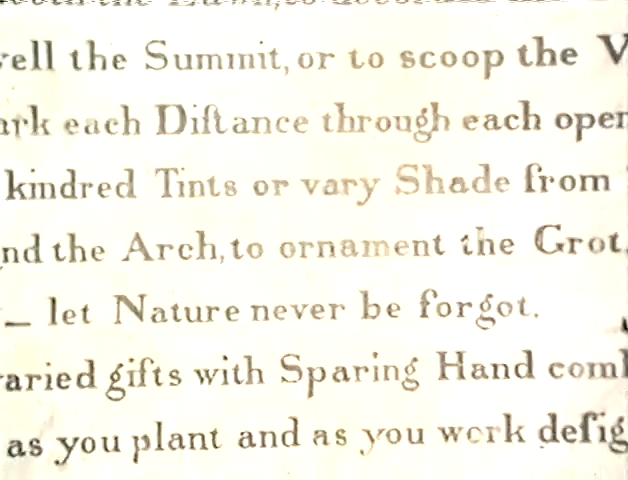 ell the Summit, or to scoop the V
ark each Diſtance through each open
kindred Tints or vary Shade from
nd the Arch, to ornament the Grot,
— let Nature never be forgot.
aried gifts with Sparing Hand com
as you plant and as you work deſig